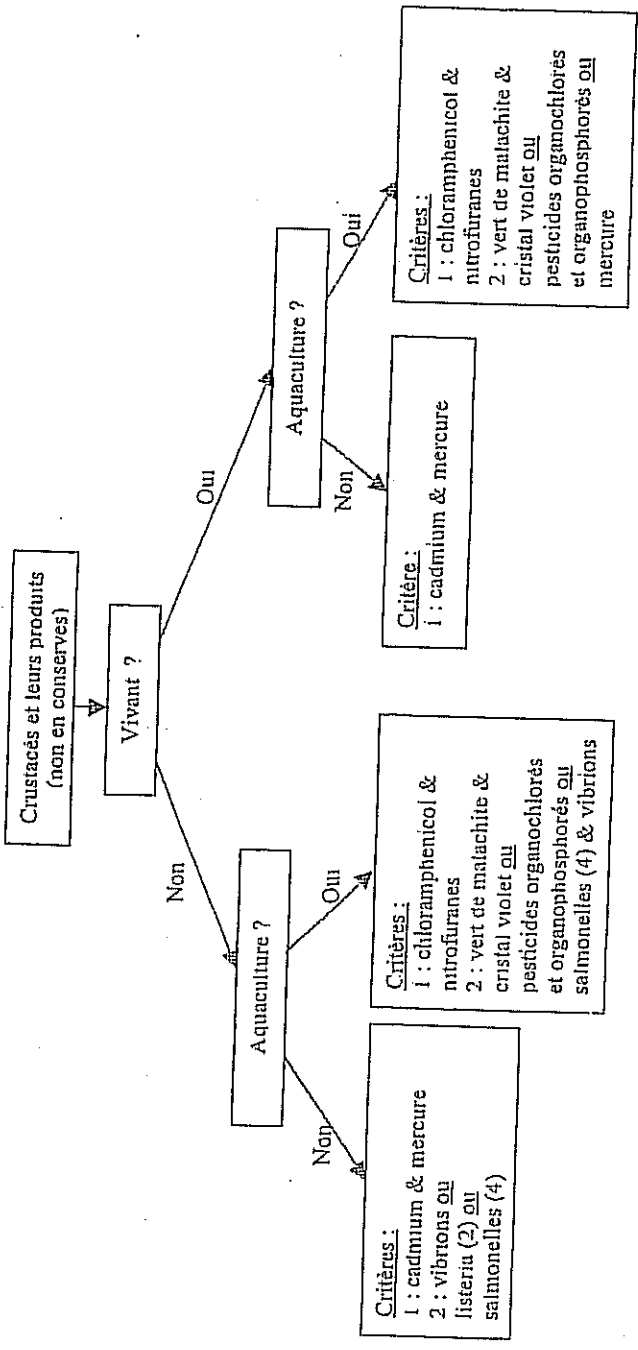 Crustacés et leurs produits
(non en conserves)
Vivant ?
Non
Oui
Aquaculture ?
Non
Oui
Aquaculture ?
Non
Oui
Critères :
1 : cadmium & mercure
2 : vibrions ou
listeria (2) ou
salmonelles (4)
Critères :
1 : chloramphenicol &
nitrofuranes
2 : vert de malachite &
cristal violet ou
pesticides organochlorés
et organophosphorés ou
salmonelles (4) & vibrions
Critère :
1 : cadmium & mercure
Critères :
1 : chloramphenicol &
nitrofuranes
2 : vert de malachite &
cristal violet ou
pesticides organochlorés
et organophosphorés ou
mercure